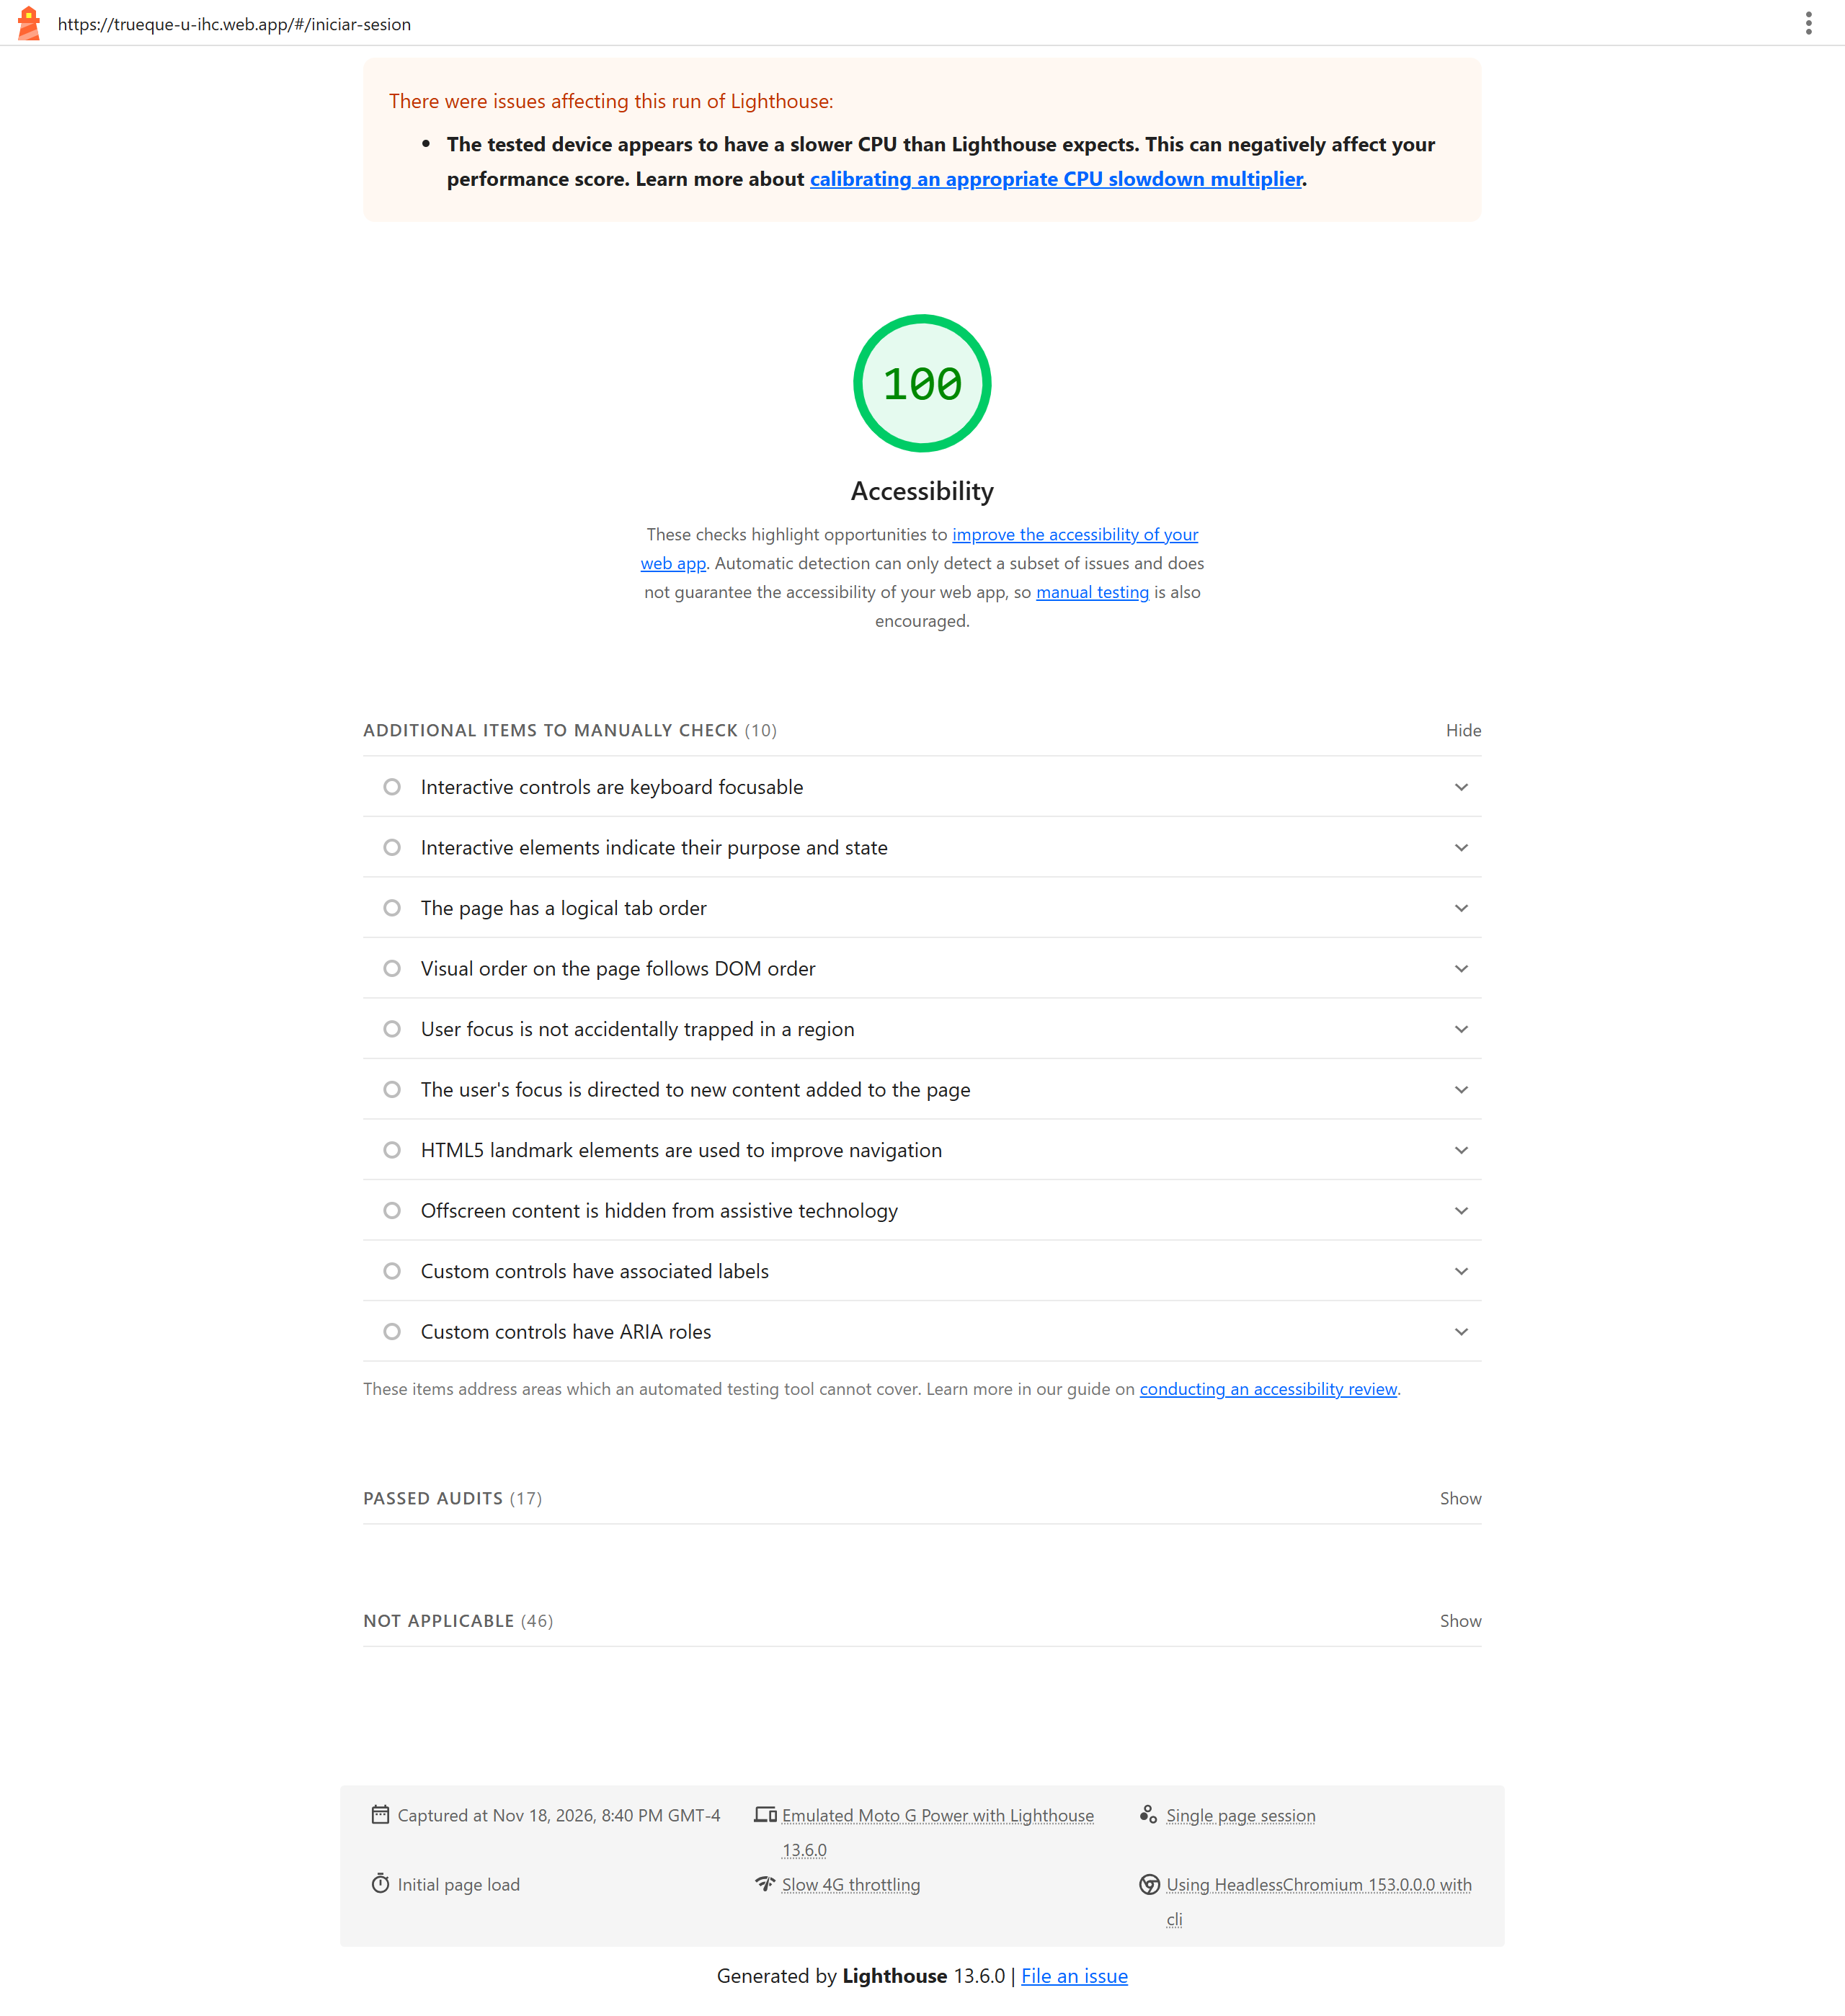 https://trueque-u-ihc.web.app/#/iniciar-sesion
There were issues affecting this run of Lighthouse:
• The tested device appears to have a slower CPU than Lighthouse expects. This can negatively affect your
performance score. Learn more about calibrating an appropriate CPU slowdown multiplier.
100
Accessibility
These checks highlight opportunities to improve the accessibility of your
web app. Automatic detection can only detect a subset of issues and does
not guarantee the accessibility of your web app, so manual testing is also
encouraged.
ADDITIONAL ITEMS TO MANUALLY CHECK (10) Hide
Interactive controls are keyboard focusable
Interactive elements indicate their purpose and state
The page has a logical tab order
Visual order on the page follows DOM order
User focus is not accidentally trapped in a region
The user's focus is directed to new content added to the page
HTML5 landmark elements are used to improve navigation
Offscreen content is hidden from assistive technology
Custom controls have associated labels
Custom controls have ARIA roles
These items address areas which an automated testing tool cannot cover. Learn more in our guide on conducting an accessibility review.
PASSED AUDITS (17) Show
NOT APPLICABLE (46) Show
Captured at Nov 18, 2026, 8:40 PM GMT-4
Emulated Moto G Power with Lighthouse
13.6.0
Single page session
Initial page load
Slow 4G throttling
Using HeadlessChromium 153.0.0.0 with
cli
Generated by Lighthouse 13.6.0 | File an issue